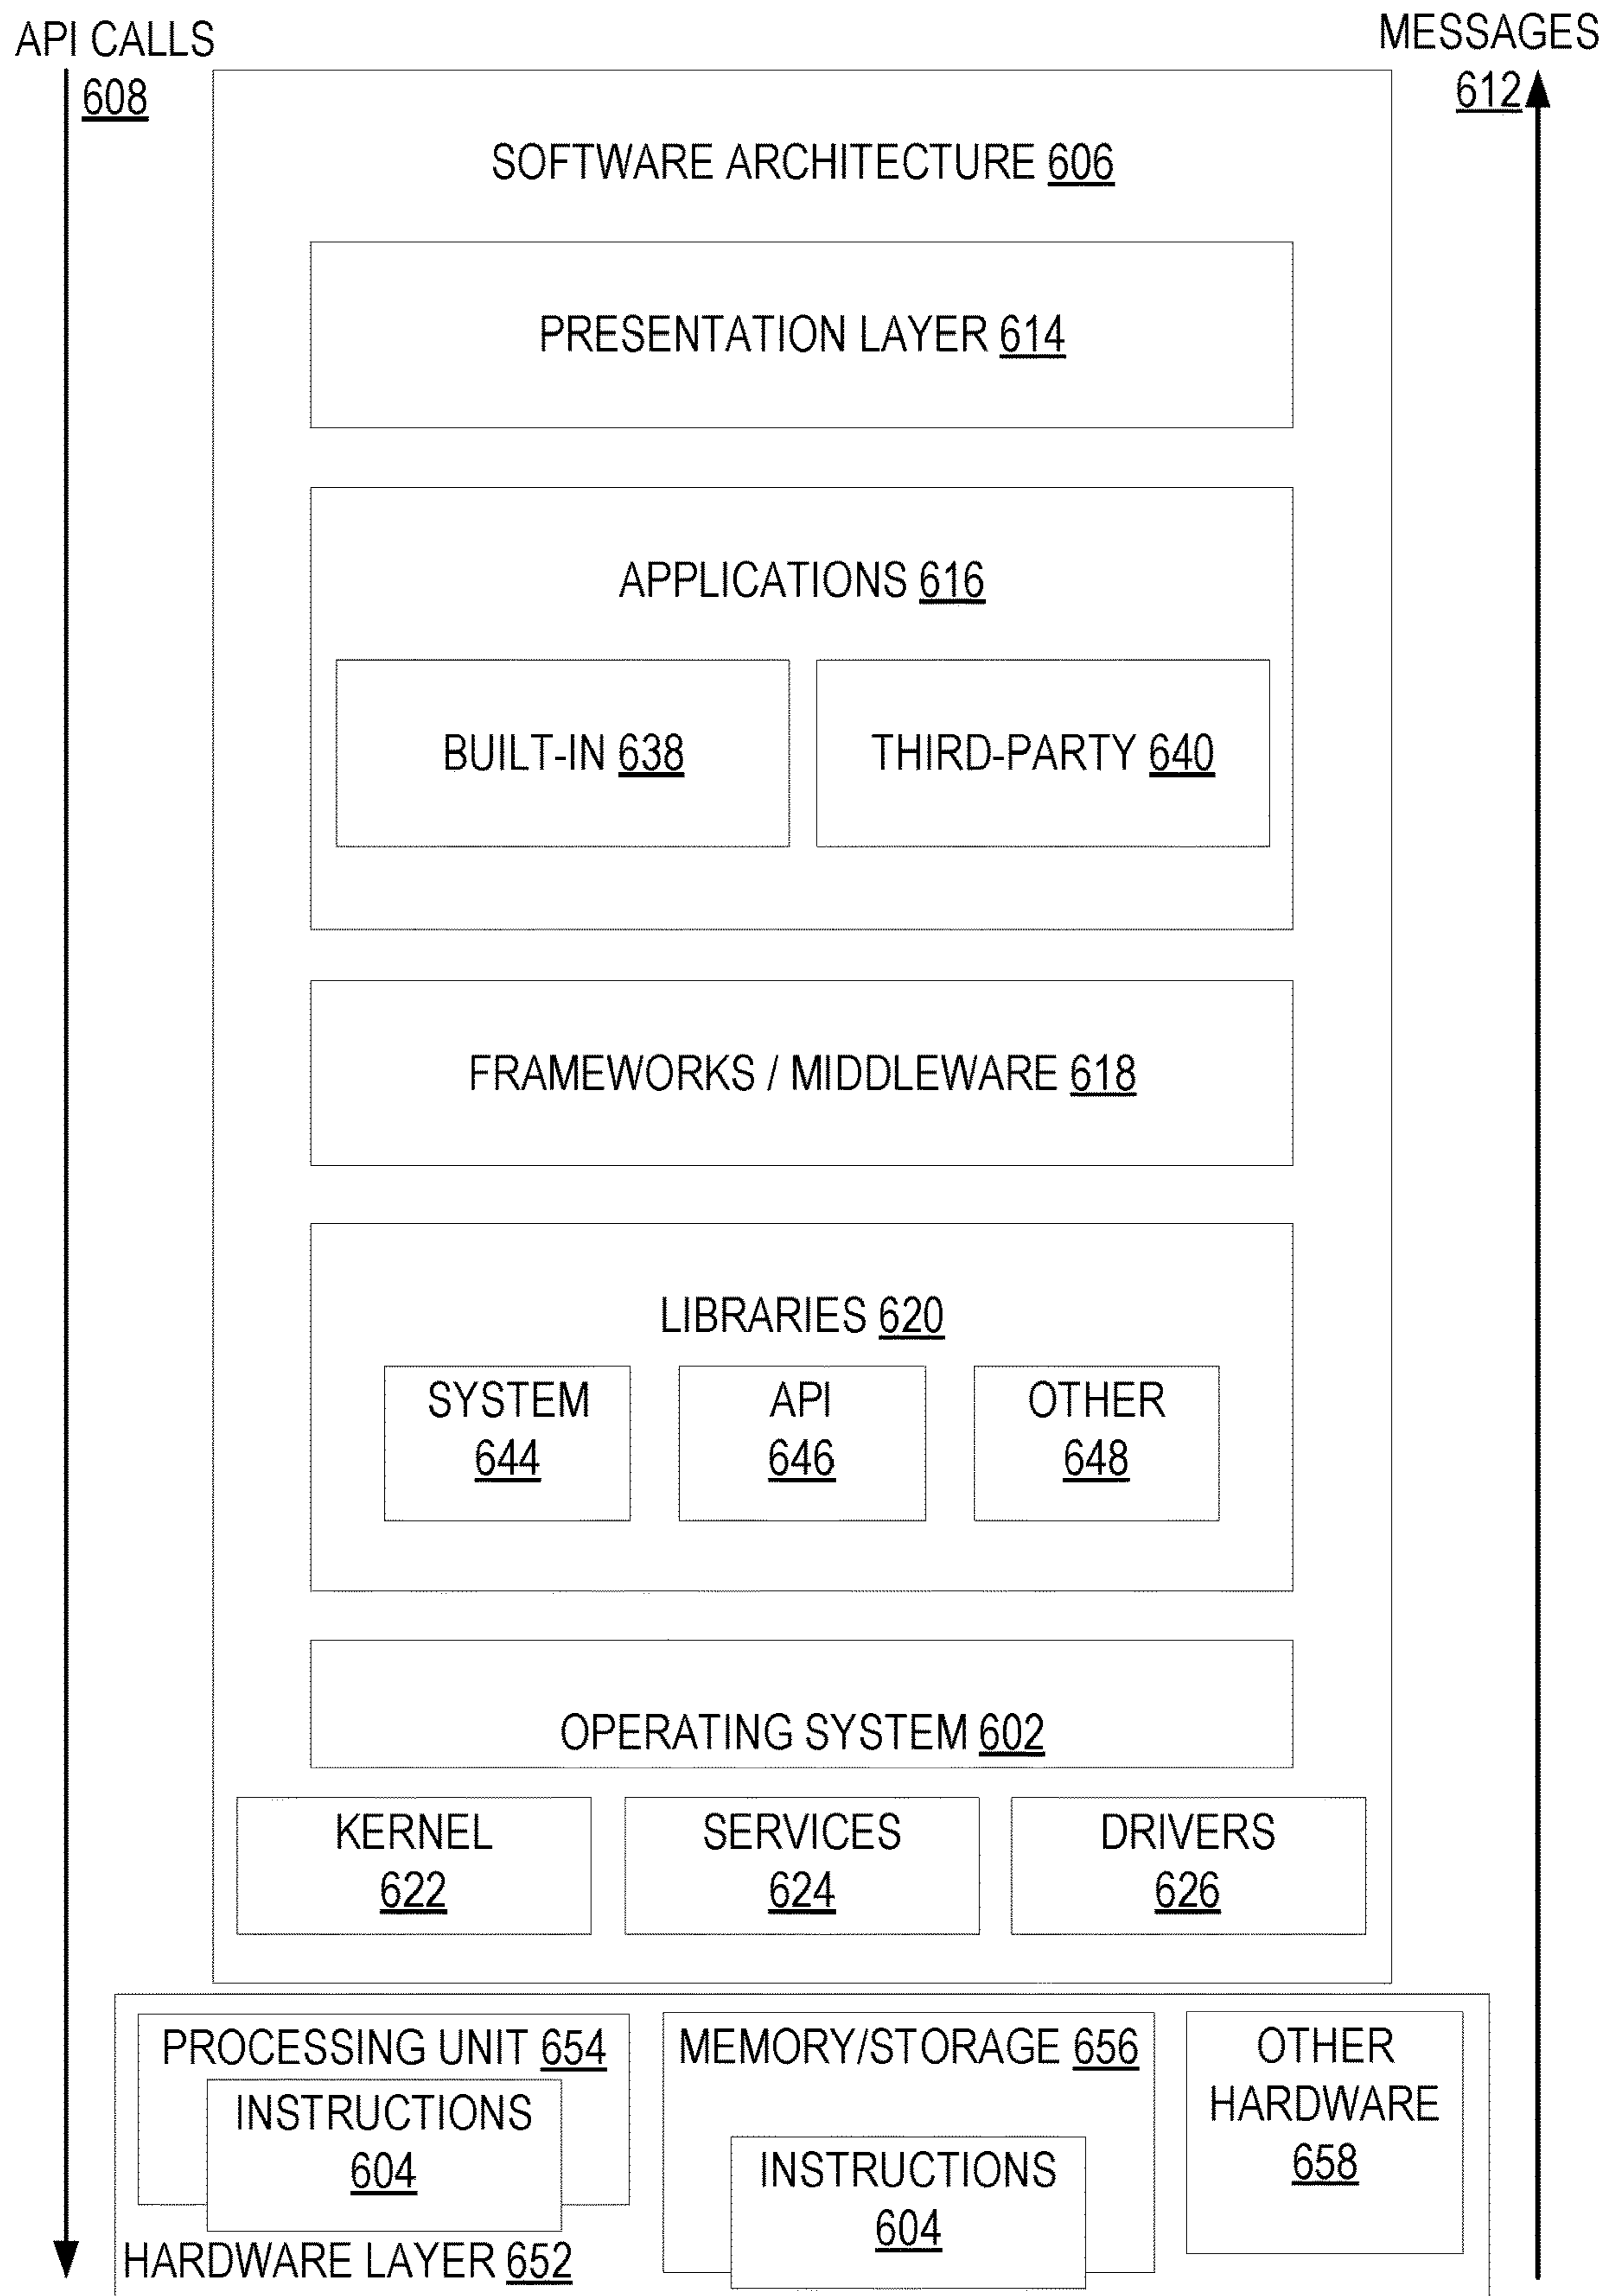 API CALLS
608
MESSAGES
612
SOFTWARE ARCHITECTURE 606
PRESENTATION LAYER 614
APPLICATIONS 616
BUILT-IN 638
THIRD-PARTY 640
FRAMEWORKS / MIDDLEWARE 618
LIBRARIES 620
SYSTEM
644
API
646
OTHER
648
OPERATING SYSTEM 602
KERNEL
622
SERVICES
624
DRIVERS
626
PROCESSING UNIT 654
INSTRUCTIONS
604
MEMORY/STORAGE 656
INSTRUCTIONS
604
OTHER
HARDWARE
658
HARDWARE LAYER 652